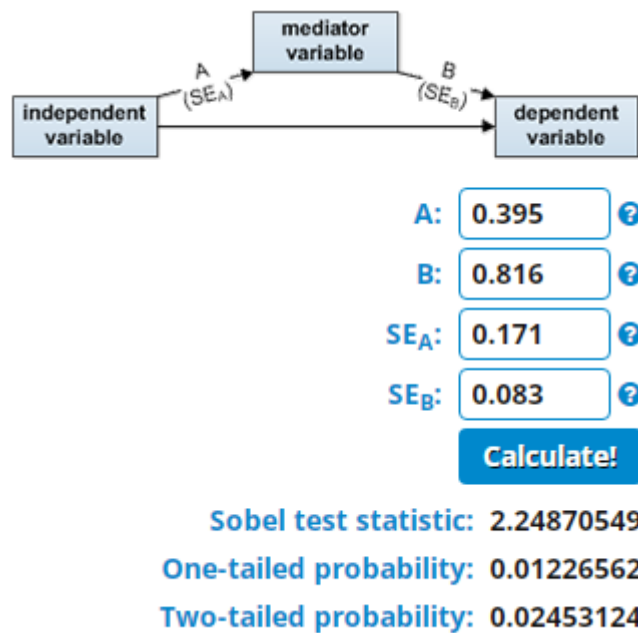 mediator
variable
A
(SEA)
B
(SEB)
independent
variable
dependent
variable
A: 0.395 ?
B: 0.816 ?
SEA: 0.171 ?
SEB: 0.083 ?
Calculate!
Sobel test statistic: 2.24870549
One-tailed probability: 0.01226562
Two-tailed probability: 0.02453124